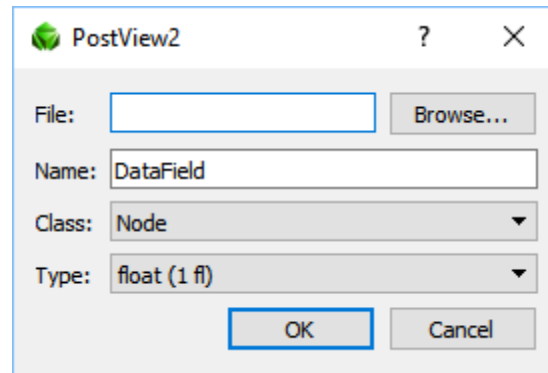 PostView2 ?
File: Browse...
Name: DataField
Class: Node
Type: float (1 fl)
OK Cancel